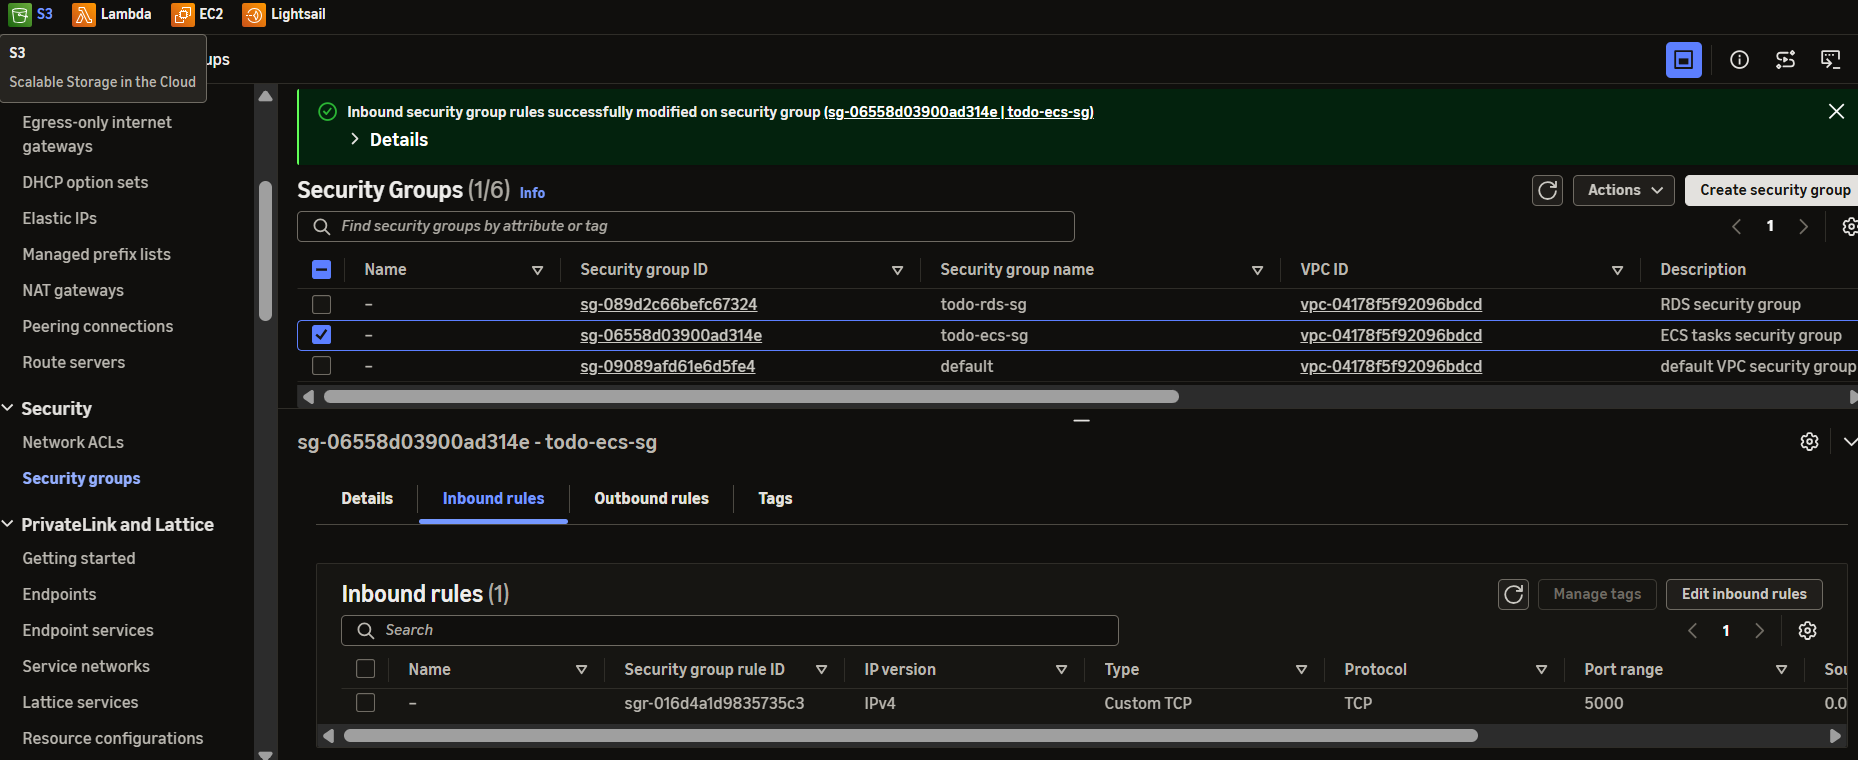 S3 Lambda EC2 Lightsail
S3
Scalable Storage in the Cloud
ups
Egress-only internet
gateways
DHCP option sets
Elastic IPs
Managed prefix lists
NAT gateways
Peering connections
Route servers
Security
Network ACLs
Security groups
PrivateLink and Lattice
Getting started
Endpoints
Endpoint services
Service networks
Lattice services
Resource configurations
Inbound security group rules successfully modified on security group (sg-06558d03900ad314e | todo-ecs-sg)
Details
Security Groups (1/6) Info
Actions
Create security group
Find security groups by attribute or tag
1
Name Security group ID Security group name VPC ID Description
– sg-089d2c66befc67324 todo-rds-sg vpc-04178f5f92096bdcd RDS security group
– sg-06558d03900ad314e todo-ecs-sg vpc-04178f5f92096bdcd ECS tasks security group
– sg-09089afd61e6d5fe4 default vpc-04178f5f92096bdcd default VPC security group
sg-06558d03900ad314e - todo-ecs-sg
Details Inbound rules Outbound rules Tags
Inbound rules (1)
Manage tags Edit inbound rules
Search
1
Name Security group rule ID IP version Type Protocol Port range Sou
– sgr-016d4a1d9835735c3 IPv4 Custom TCP TCP 5000 0.0